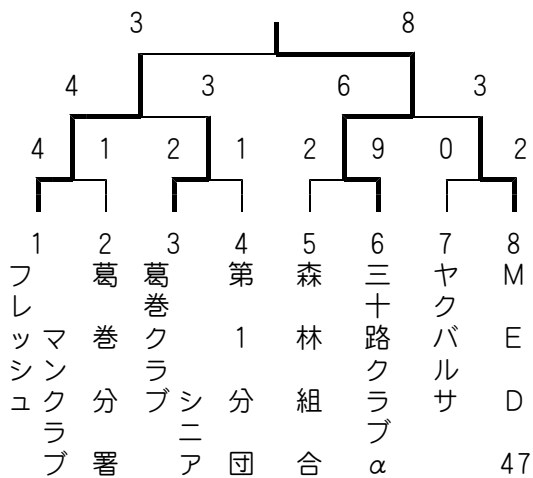 3 8
4 3 6 3
4 1 2 1 2 9 0 2
1 2 3 4 5 6 7 8
フレッシュ
マンクラブ
葛巻分署
葛巻クラブ
シニア
第1分団
森林組合
三十路クラブα
ヤクバルサ
MED47